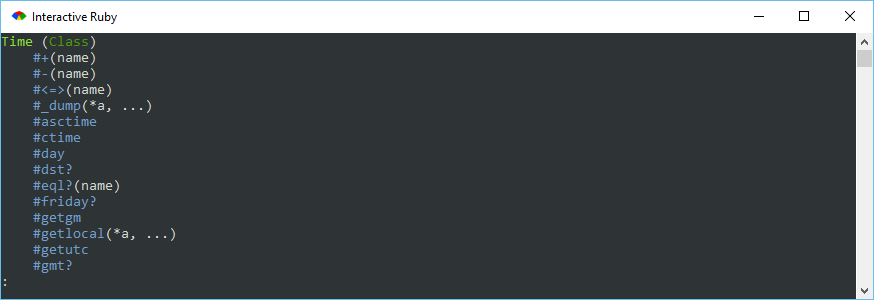 Interactive Ruby
Time (Class)
#+(name)
#-(name)
#<=>(name)
#_dump(*a, ...)
#asctime
#ctime
#day
#dst?
#eql?(name)
#friday?
#getgm
#getlocal(*a, ...)
#getutc
#gmt?
: